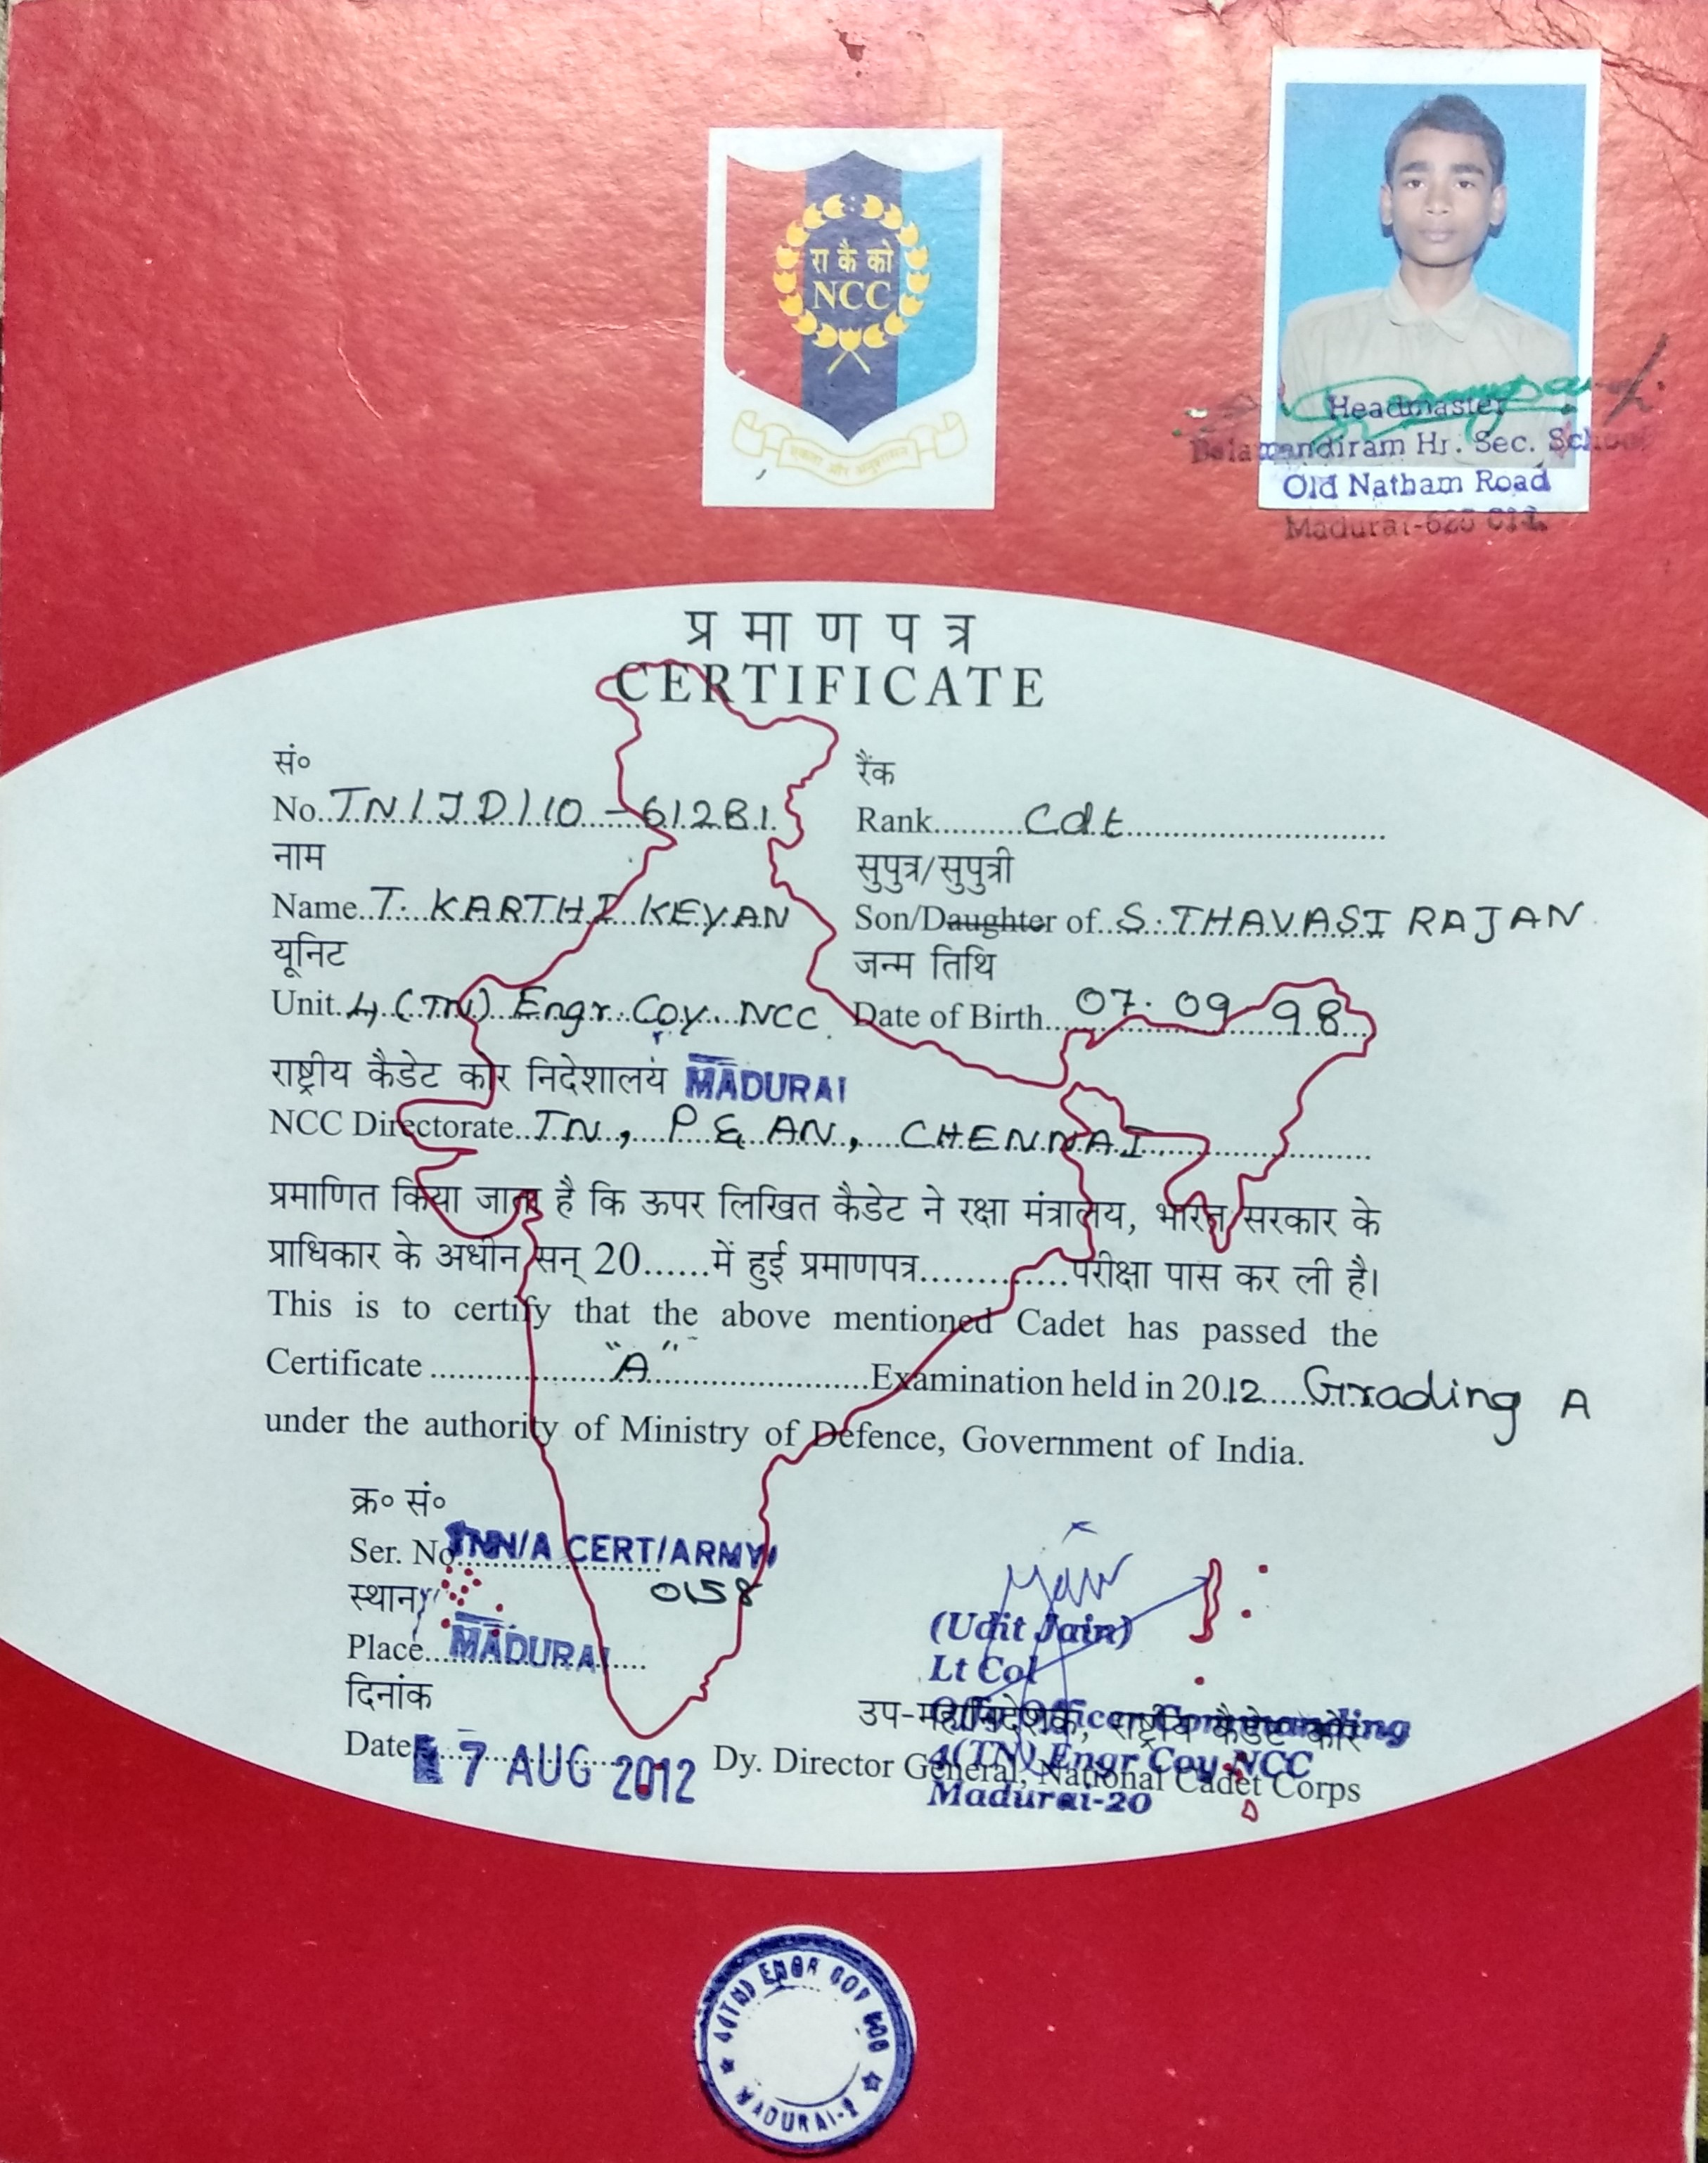 रा कै को
NCC
एकता और अनुशासन
Headmaster
Balamandiram Hr. Sec. School
Old Natham Road
Madurai-625
प्रमाणपत्र
CERTIFICATE
सं०
No. TN/JD/10-61281
रैंक
Rank Cdt
नाम
Name T. KARTHIKEYAN
सुपुत्र/सुपुत्री
Son/Daughter of S. THAVASI RAJAN
यूनिट
Unit 4 (TN) Engr. Coy. NCC
जन्म तिथि
Date of Birth 07.09.98
MADURAI
राष्ट्रीय कैडेट कोर निदेशालय
NCC Directorate TN, P & AN, CHENNAI
प्रमाणित किया जाता है कि ऊपर लिखित कैडेट ने रक्षा मंत्रालय, भारत सरकार के
प्राधिकार के अधीन सन् 20......में हुई प्रमाणपत्र.............परीक्षा पास कर ली है।
This is to certify that the above mentioned Cadet has passed the
Certificate "A" Examination held in 2012 Grading A
under the authority of Ministry of Defence, Government of India.
क्र० सं०
Ser. No. TNN/A CERT/ARMY/
0158
स्थान
Place MADURAI
दिनांक
Date 7 AUG 2012
(Udit Jain)
Lt Col
Officer Commanding
4(TN) Engr Coy NCC
Madurai-20
उप-महानिदेशक, राष्ट्रीय कैडेट कोर
Dy. Director General, National Cadet Corps
4(TN) ENGR COY NCC
MADURAI-2